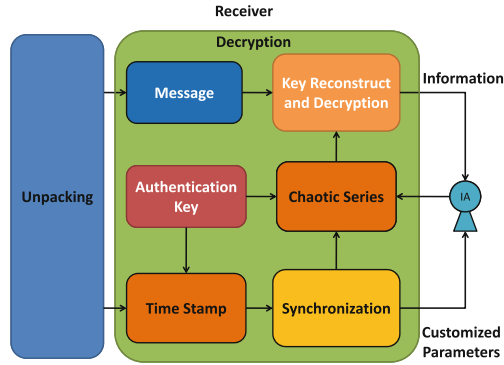 Receiver
Decryption
Message
Key Reconstruct
and Decryption
Information
Unpacking
Authentication
Key
Chaotic Series
IA
Time Stamp
Synchronization
Customized
Parameters